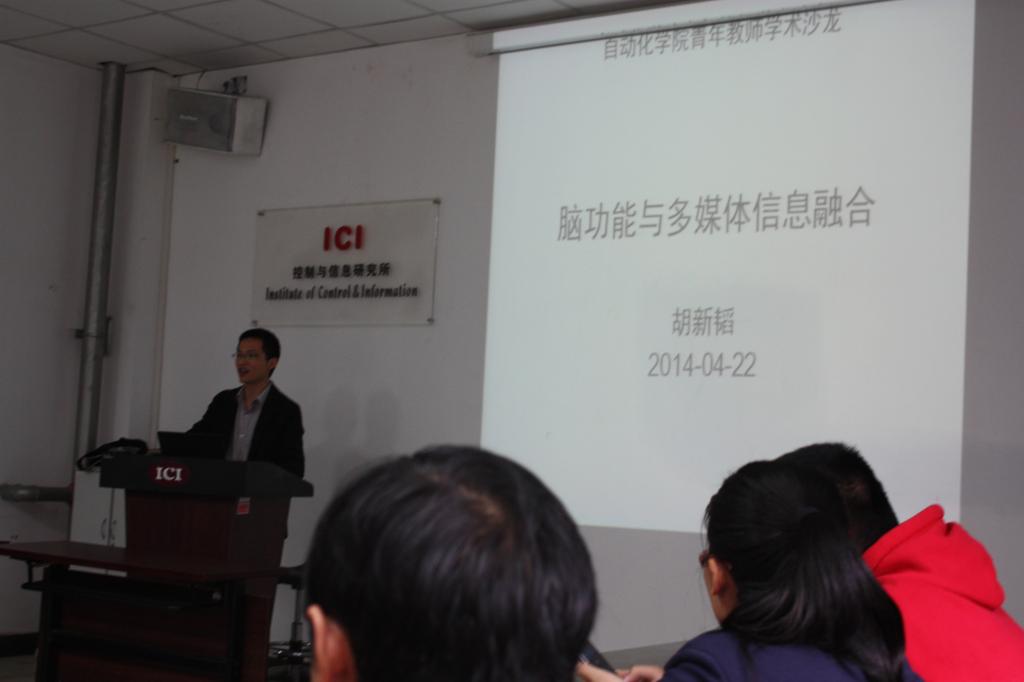 自动化学院青年教师学术沙龙
脑功能与多媒体信息融合
胡新韬
2014-04-22
ICI
控制与信息研究所
Institute of Control & Information
ICI